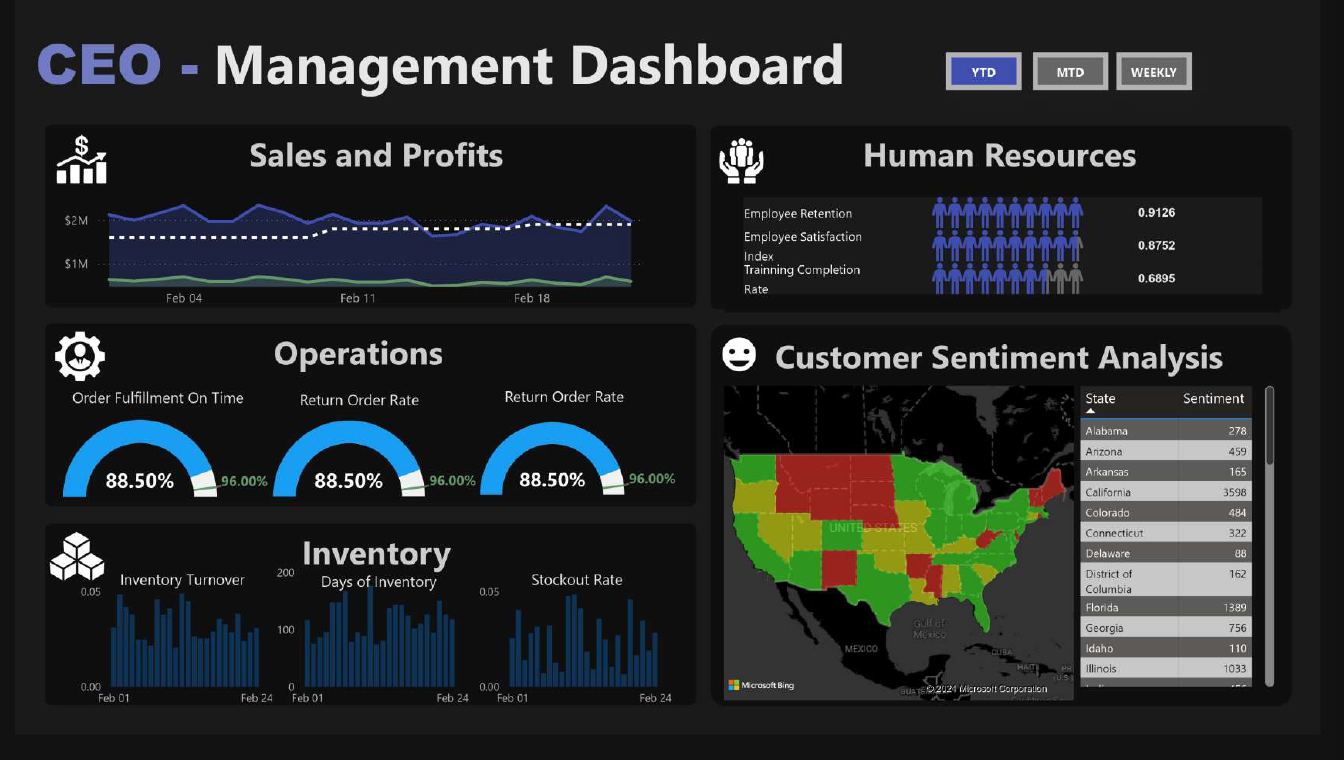 CEO - Management Dashboard
YTD
MTD
WEEKLY
Sales and Profits
$2M
$1M
Feb 04
Feb 11
Feb 18
Human Resources
Employee Retention
0.9126
Employee Satisfaction
Index
0.8752
Trainning Completion
Rate
0.6895
Operations
Order Fulfillment On Time
88.50%
96.00%
Return Order Rate
88.50%
96.00%
Return Order Rate
88.50%
96.00%
Customer Sentiment Analysis
UNITED STATES
MEXICO
Gulf of
Mexico
CUBA
HAITI
Microsoft Bing
© 2024 Microsoft Corporation
State Sentiment
Alabama 278
Arizona 459
Arkansas 165
California 3598
Colorado 484
Connecticut 322
Delaware 88
District of
Columbia 162
Florida 1389
Georgia 756
Idaho 110
Illinois 1033
Inventory
Inventory Turnover
0.05
0.00
Feb 01
Feb 24
Days of Inventory
200
100
0
Feb 01
Feb 24
Stockout Rate
0.05
0.00
Feb 01
Feb 24